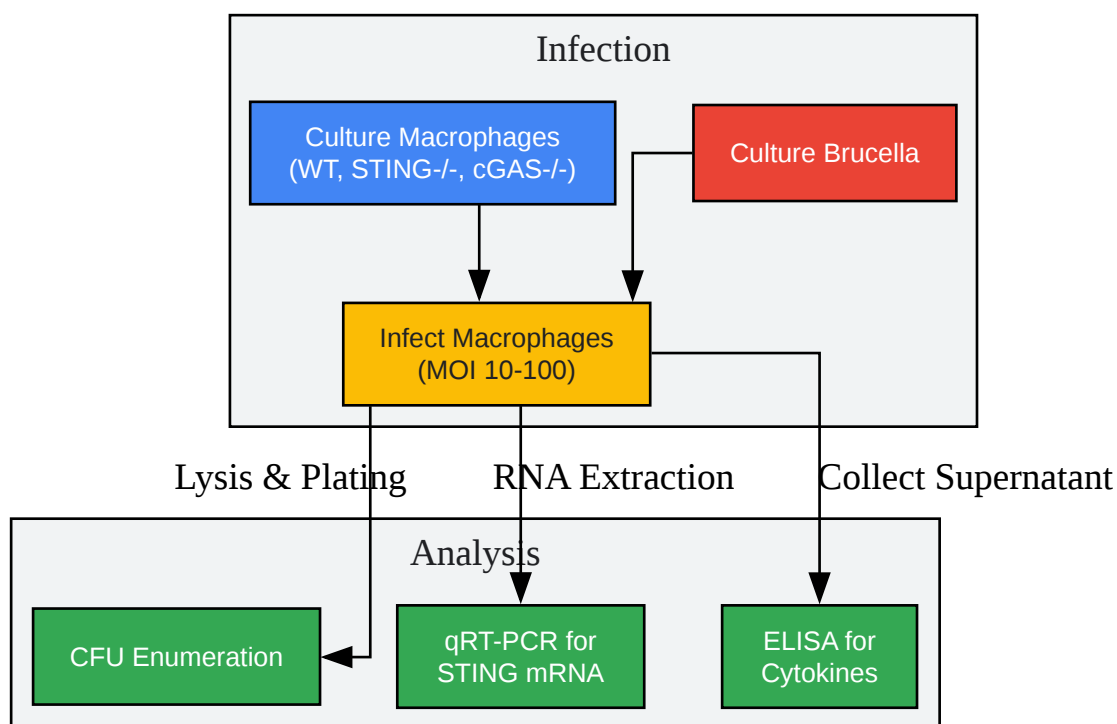 Infection
Culture Macrophages
(WT, STING-/-, cGAS-/-)
Culture Brucella
Infect Macrophages
(MOI 10-100)
Lysis & Plating
RNA Extraction
Collect Supernatant
Analysis
CFU Enumeration
qRT-PCR for
STING mRNA
ELISA for
Cytokines